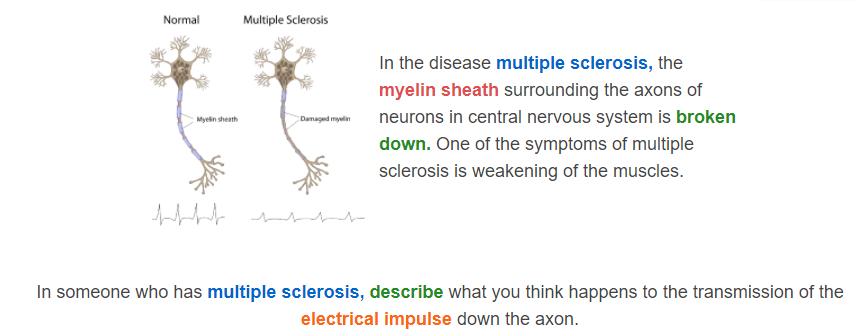 Normal
Multiple Sclerosis
Myelin sheath
Damaged myelin
In the disease multiple sclerosis, the
myelin sheath surrounding the axons of
neurons in central nervous system is broken
down. One of the symptoms of multiple
sclerosis is weakening of the muscles.
In someone who has multiple sclerosis, describe what you think happens to the transmission of the
electrical impulse down the axon.